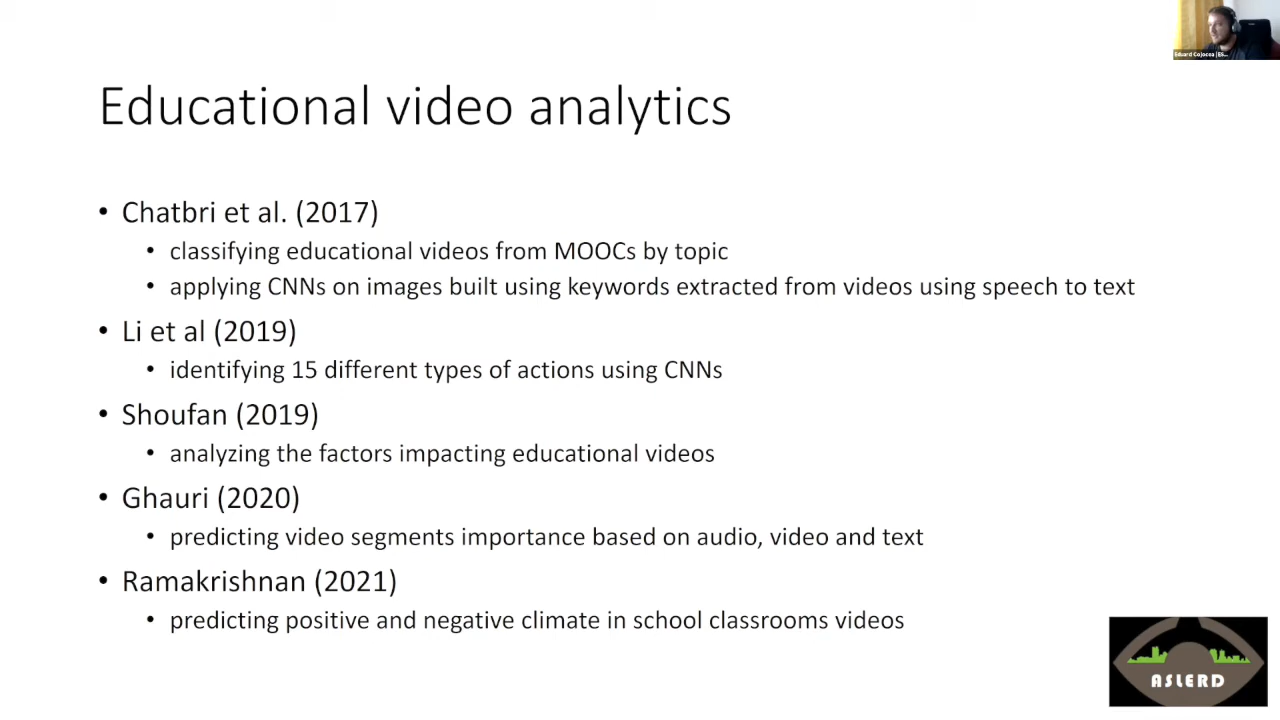 Eduard Cojocea |ES...
Educational video analytics
• Chatbri et al. (2017)
• classifying educational videos from MOOCs by topic
• applying CNNs on images built using keywords extracted from videos using speech to text
• Li et al (2019)
• identifying 15 different types of actions using CNNs
• Shoufan (2019)
• analyzing the factors impacting educational videos
• Ghauri (2020)
• predicting video segments importance based on audio, video and text
• Ramakrishnan (2021)
• predicting positive and negative climate in school classrooms videos
ASLERD